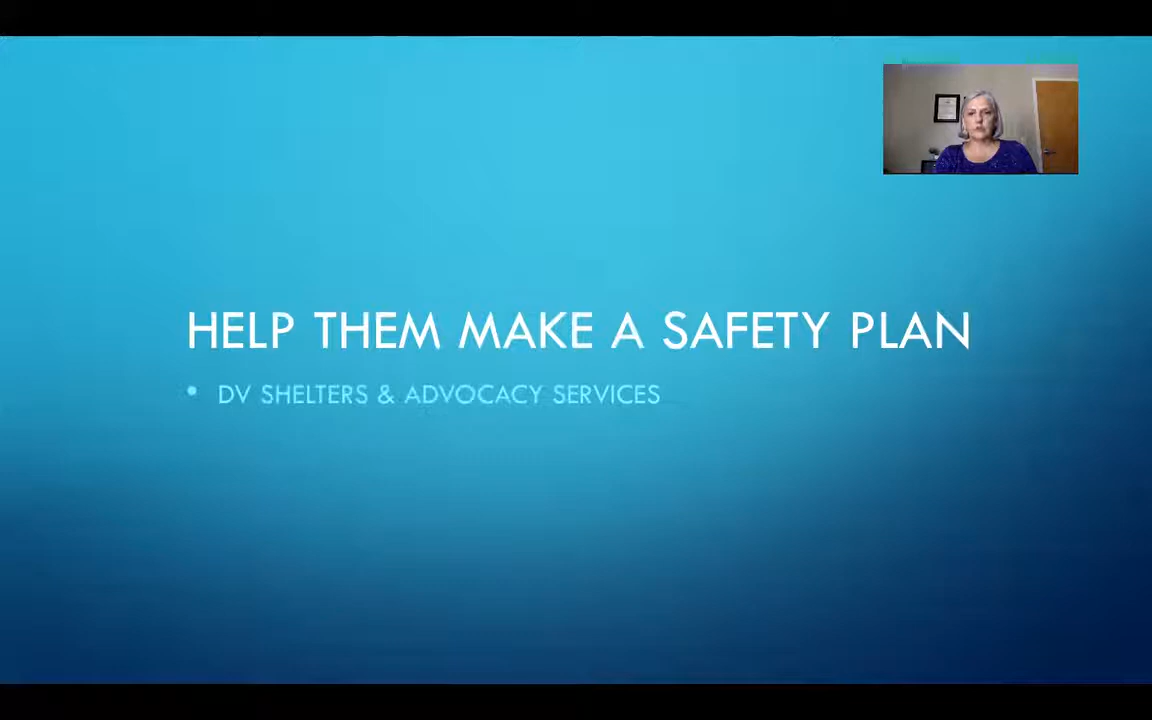 HELP THEM MAKE A SAFETY PLAN
• DV SHELTERS & ADVOCACY SERVICES